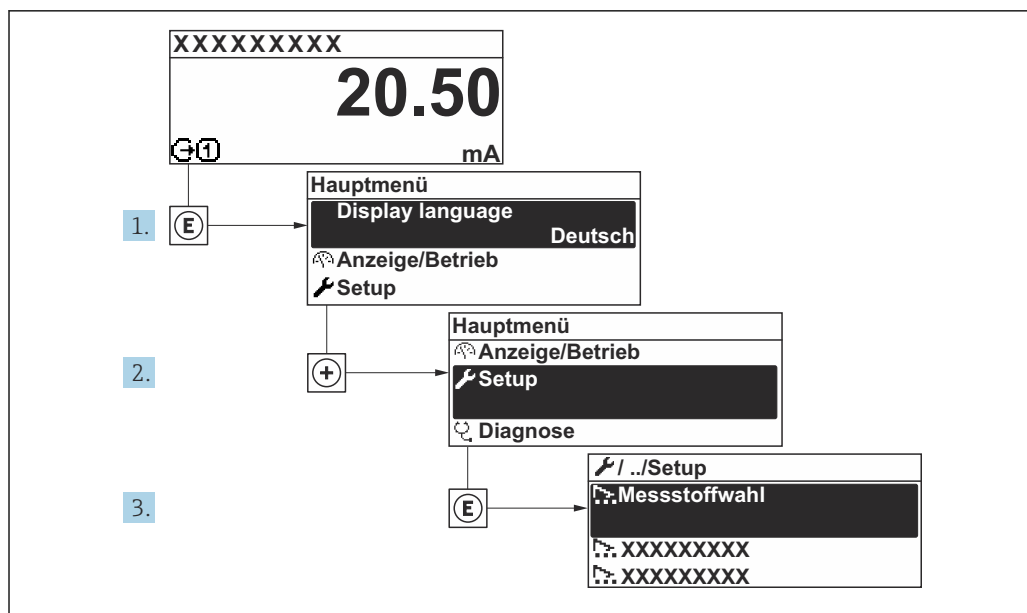 XXXXXXXXX
20.50
1
mA
1.
E
Hauptmenü
Display language
Deutsch
Anzeige/Betrieb
Setup
2.
+
Hauptmenü
Anzeige/Betrieb
Setup
Diagnose
3.
E
/ ../Setup
Messstoffwahl
XXXXXXXXX
XXXXXXXXX